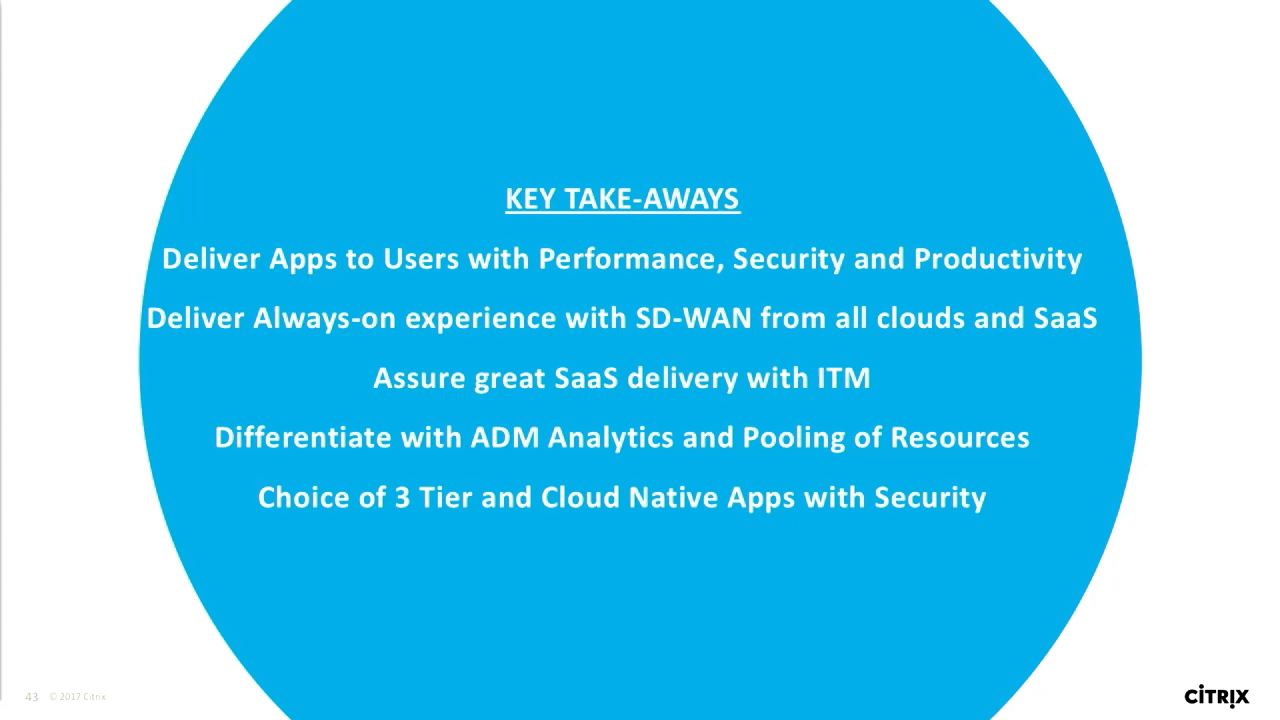 KEY TAKE-AWAYS
Deliver Apps to Users with Performance, Security and Productivity
Deliver Always-on experience with SD-WAN from all clouds and SaaS
Assure great SaaS delivery with ITM
Differentiate with ADM Analytics and Pooling of Resources
Choice of 3 Tier and Cloud Native Apps with Security
43 © 2017 Citrix
CITRIX